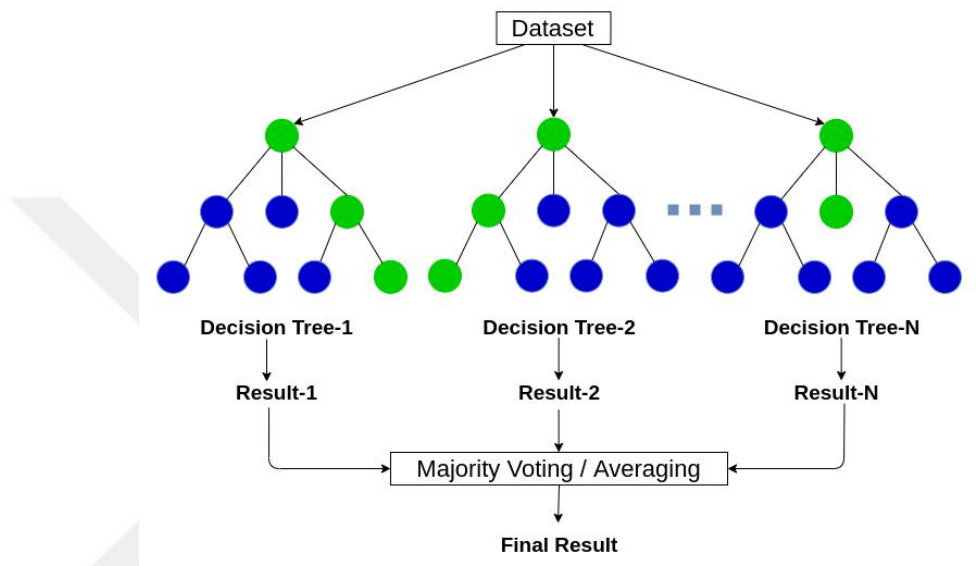 Dataset
Decision Tree-1
Decision Tree-2
Decision Tree-N
Result-1
Result-2
Result-N
Majority Voting / Averaging
Final Result